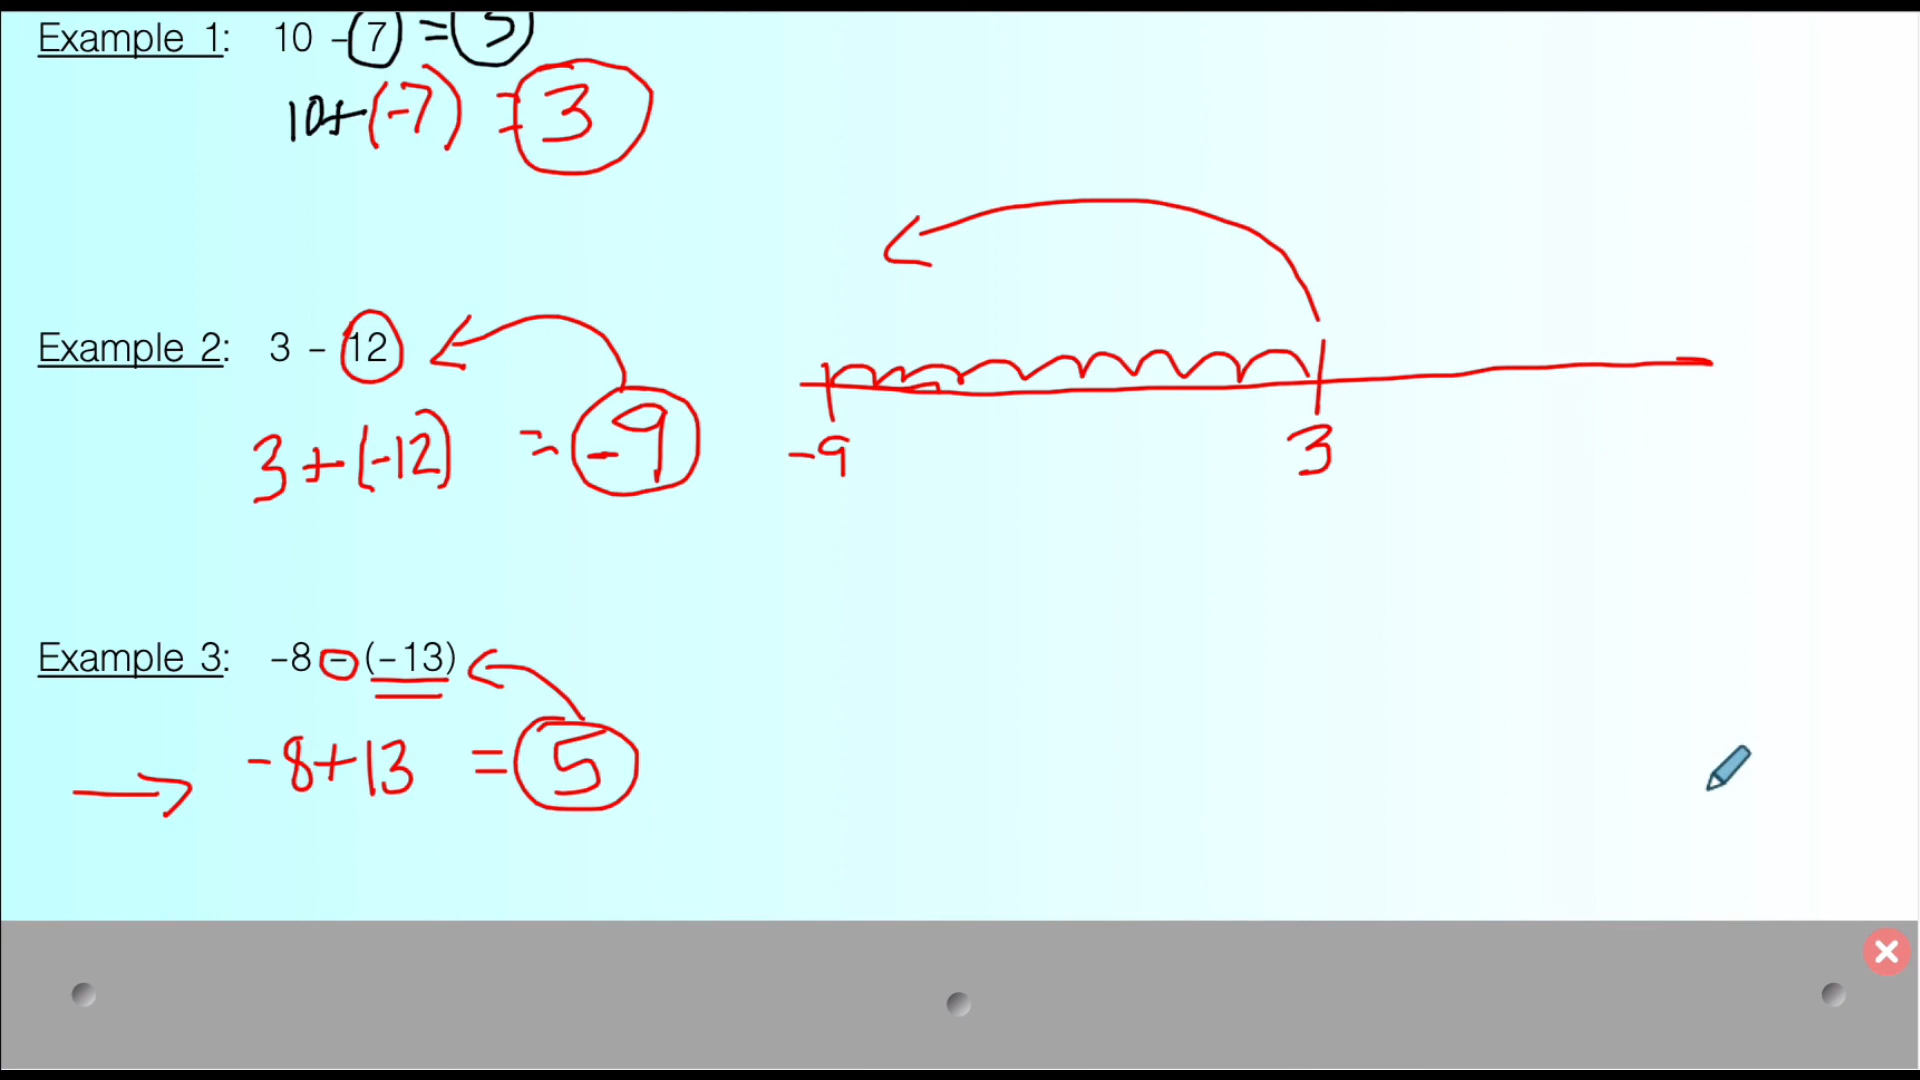 Example 1: 10 - 7 = 3
10+(-7) = 3
Example 2: 3 - 12
3+(-12) = -9
-9 3
Example 3: -8 - (-13)
-8+13 = 5